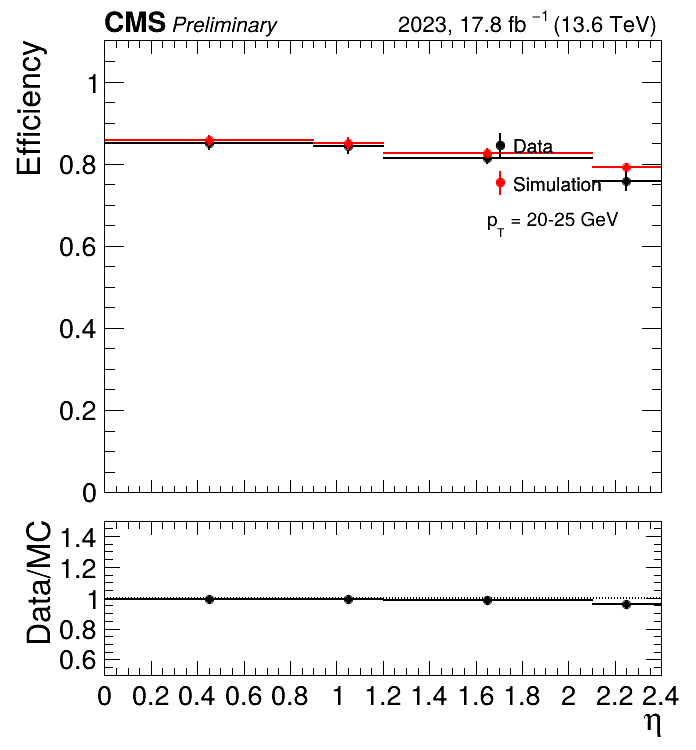 CMS Preliminary 2023, 17.8 fb⁻¹ (13.6 TeV)
Efficiency
1
0.8
0.6
0.4
0.2
0
Data
Simulation
p_T = 20-25 GeV
Data/MC
1.4
1.2
1
0.8
0.6
0 0.2 0.4 0.6 0.8 1 1.2 1.4 1.6 1.8 2 2.2 2.4
η